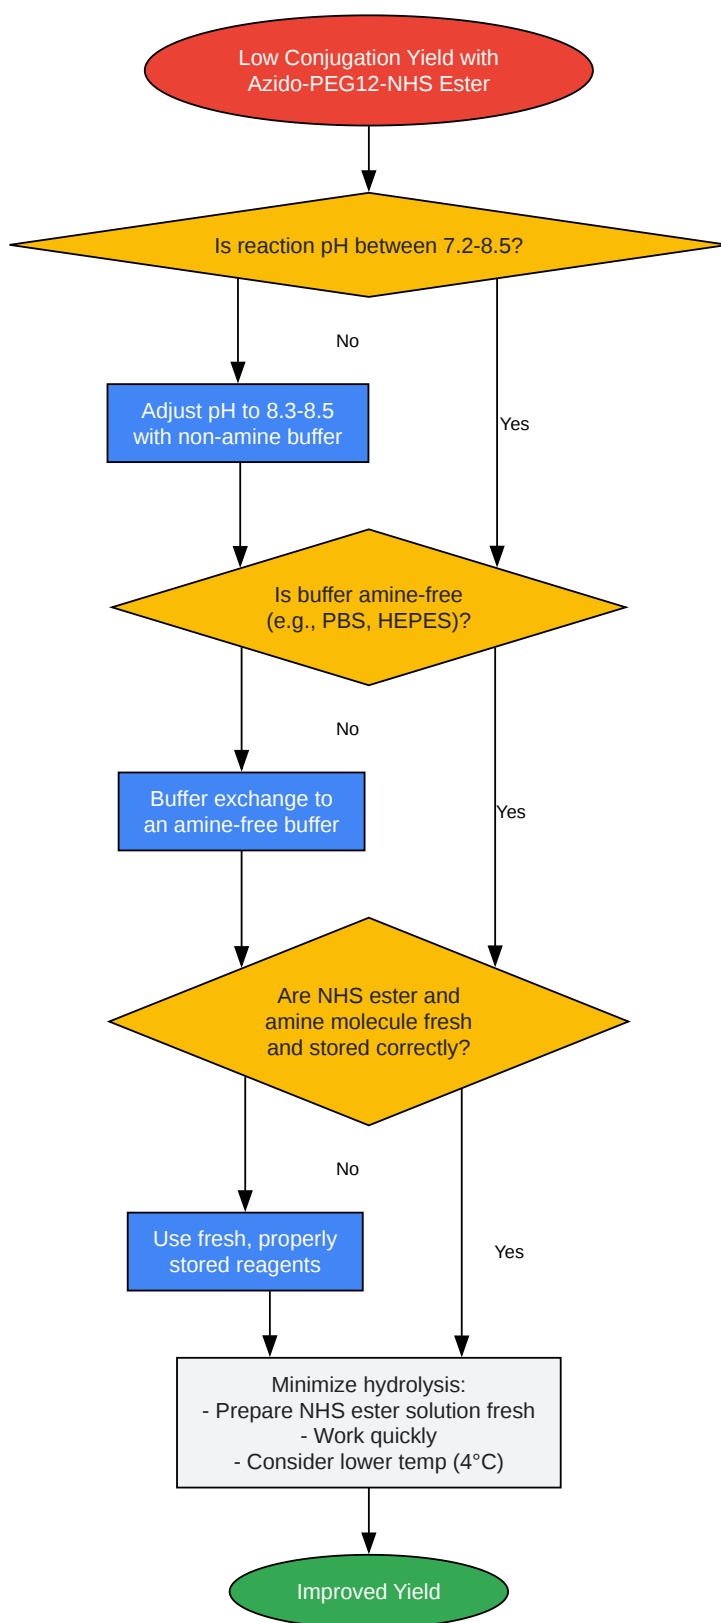 Low Conjugation Yield with
Azido-PEG12-NHS Ester
Is reaction pH between 7.2-8.5?
No
Adjust pH to 8.3-8.5
with non-amine buffer
Yes
Is buffer amine-free
(e.g., PBS, HEPES)?
No
Buffer exchange to
an amine-free buffer
Yes
Are NHS ester and
amine molecule fresh
and stored correctly?
No
Use fresh, properly
stored reagents
Yes
Minimize hydrolysis:
- Prepare NHS ester solution fresh
- Work quickly
- Consider lower temp (4°C)
Improved Yield